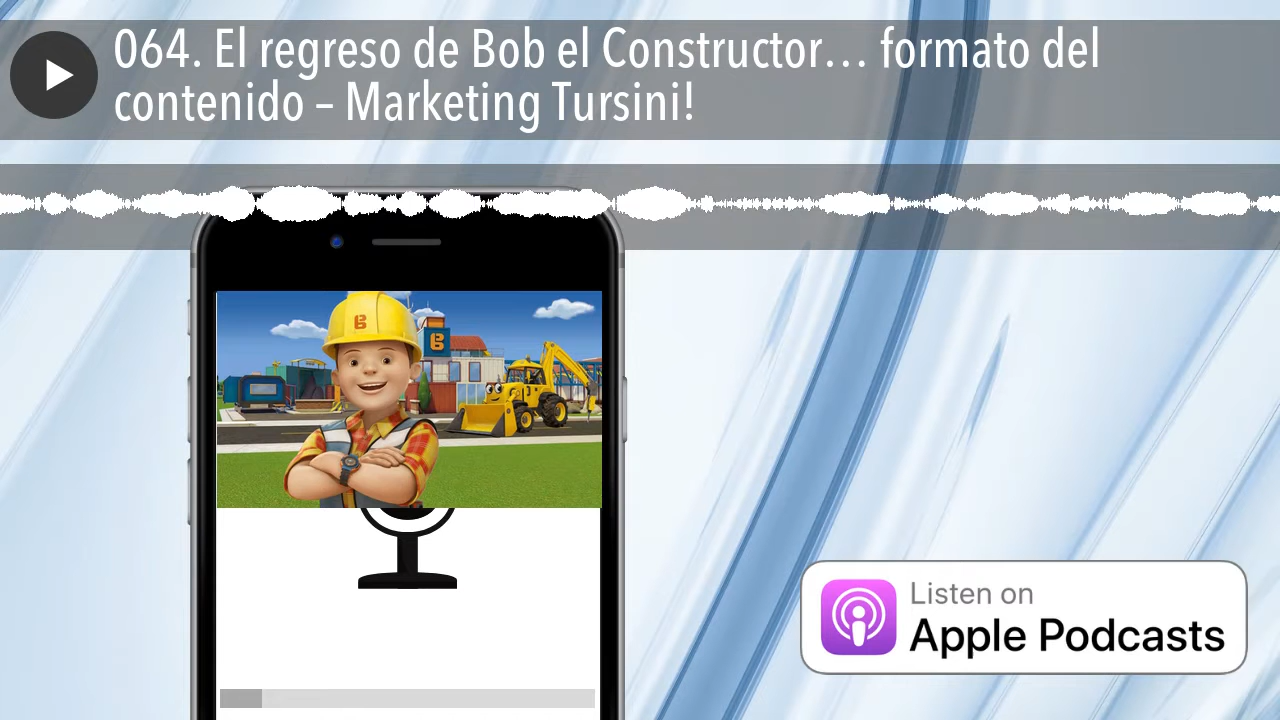 064. El regreso de Bob el Constructor... formato del
contenido – Marketing Tursini!
B
B
Listen on
Apple Podcasts